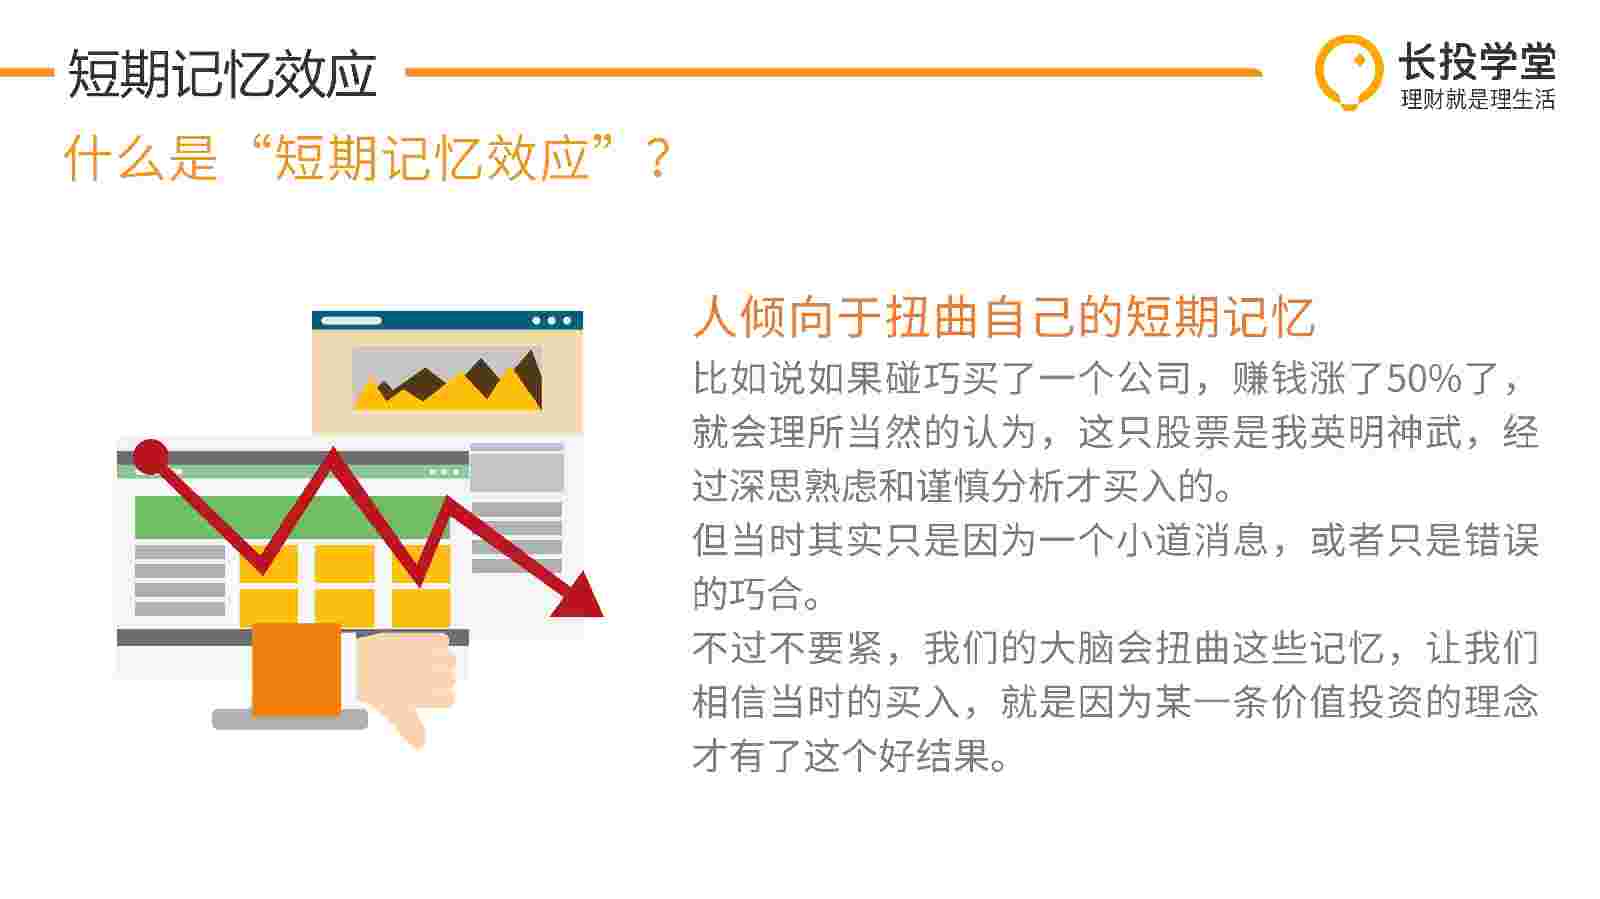 短期记忆效应
长投学堂
理财就是理生活
什么是“短期记忆效应”？
人倾向于扭曲自己的短期记忆
比如说如果碰巧买了一个公司，赚钱涨了50%了，
就会理所当然的认为，这只股票是我英明神武，经
过深思熟虑和谨慎分析才买入的。
但当时其实只是因为一个小道消息，或者只是错误
的巧合。
不过不要紧，我们的大脑会扭曲这些记忆，让我们
相信当时的买入，就是因为某一条价值投资的理念
才有了这个好结果。